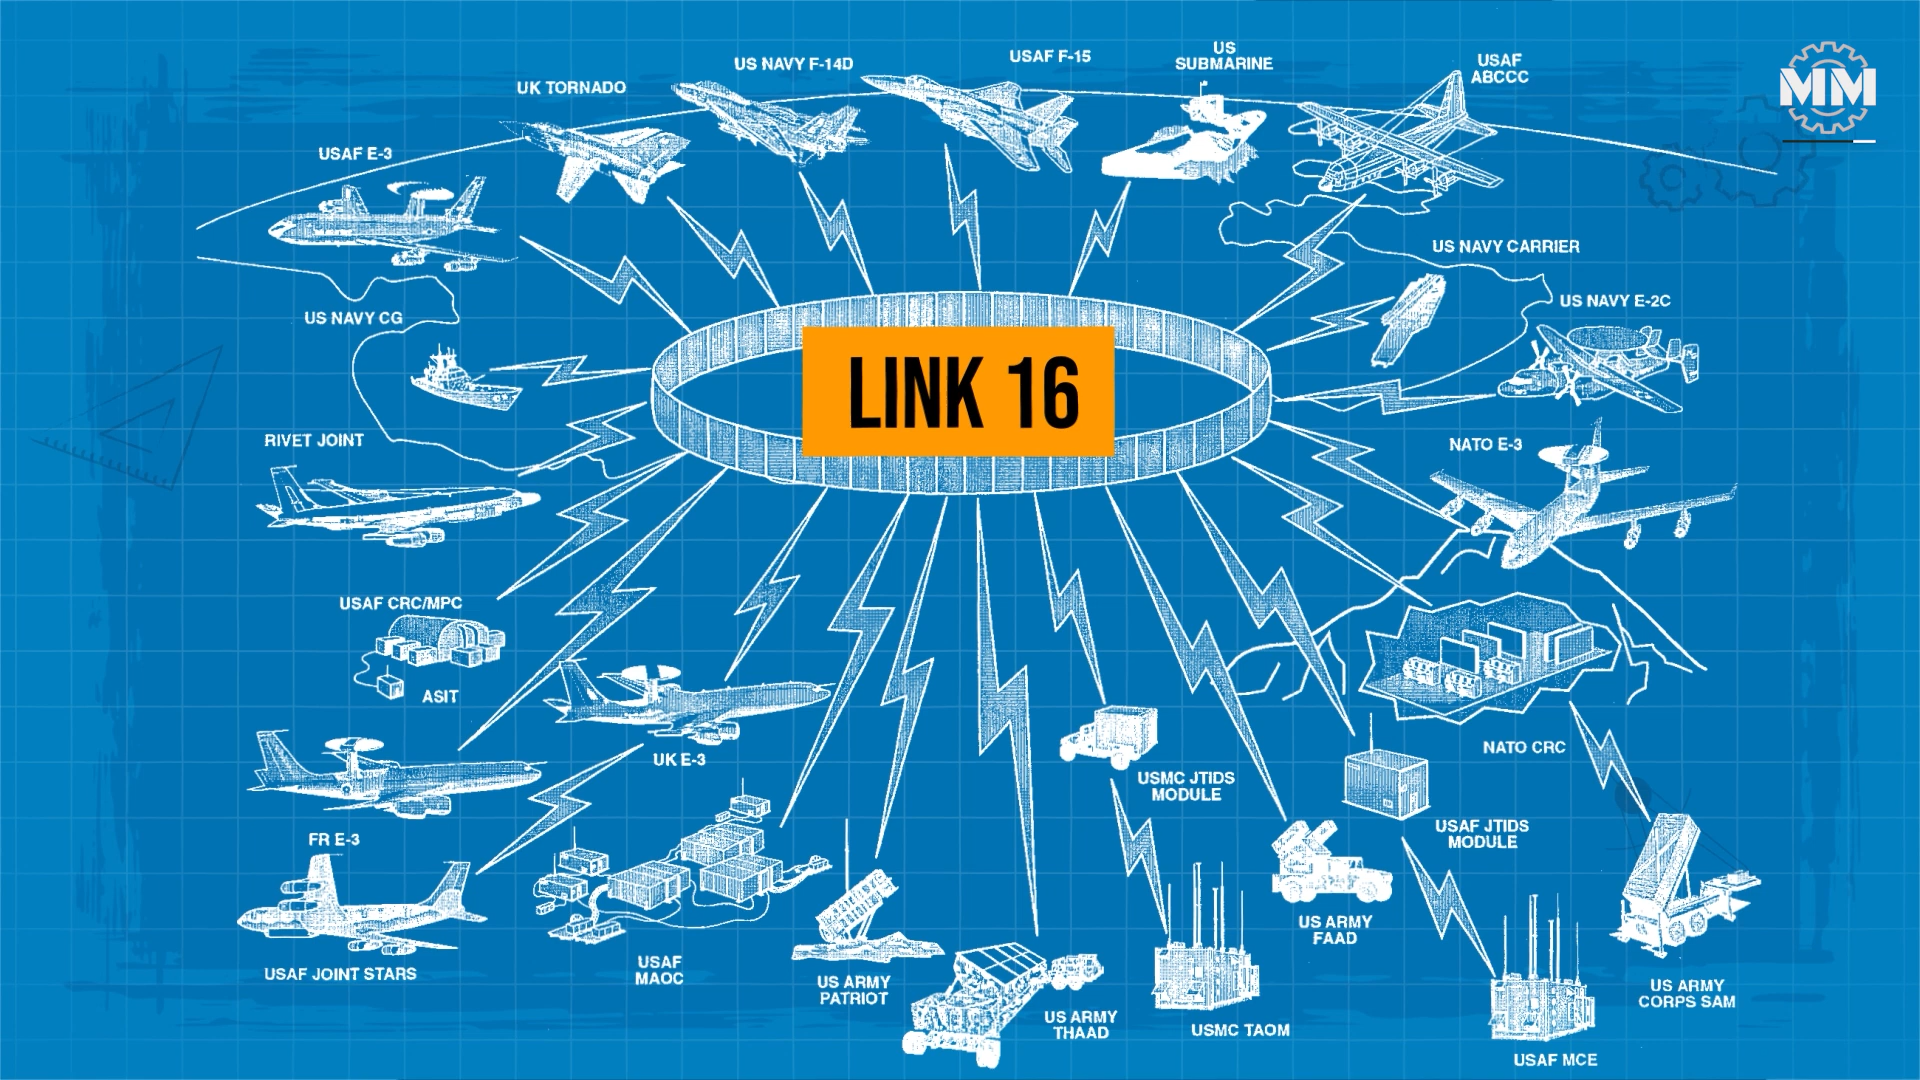 US NAVY F-14D
USAF F-15
US
SUBMARINE
USAF
ABCCC
MM
UK TORNADO
USAF E-3
US NAVY CARRIER
US NAVY E-2C
US NAVY CG
LINK 16
RIVET JOINT
NATO E-3
USAF CRC/MPC
ASIT
UK E-3
NATO CRC
USMC JTIDS
MODULE
USAF JTIDS
MODULE
FR E-3
US ARMY
FAAD
USAF JOINT STARS
USAF
MAOC
US ARMY
PATRIOT
US ARMY
THAAD
USMC TAOM
US ARMY
CORPS SAM
USAF MCE